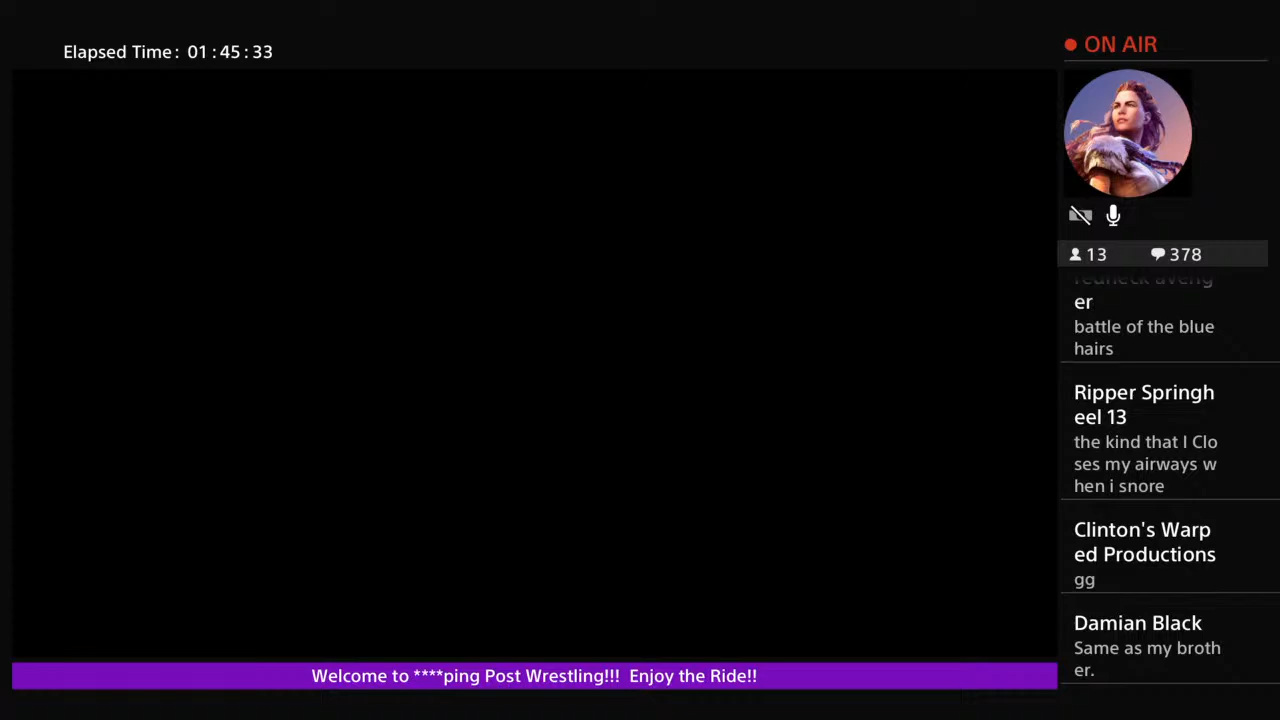 Elapsed Time: 01:45:33
ON AIR
13 378
redneck aveng
er
battle of the blue
hairs
Ripper Springh
eel 13
the kind that I Clo
ses my airways w
hen i snore
Clinton's Warp
ed Productions
gg
Damian Black
Same as my broth
er.
Welcome to ****ping Post Wrestling!!! Enjoy the Ride!!